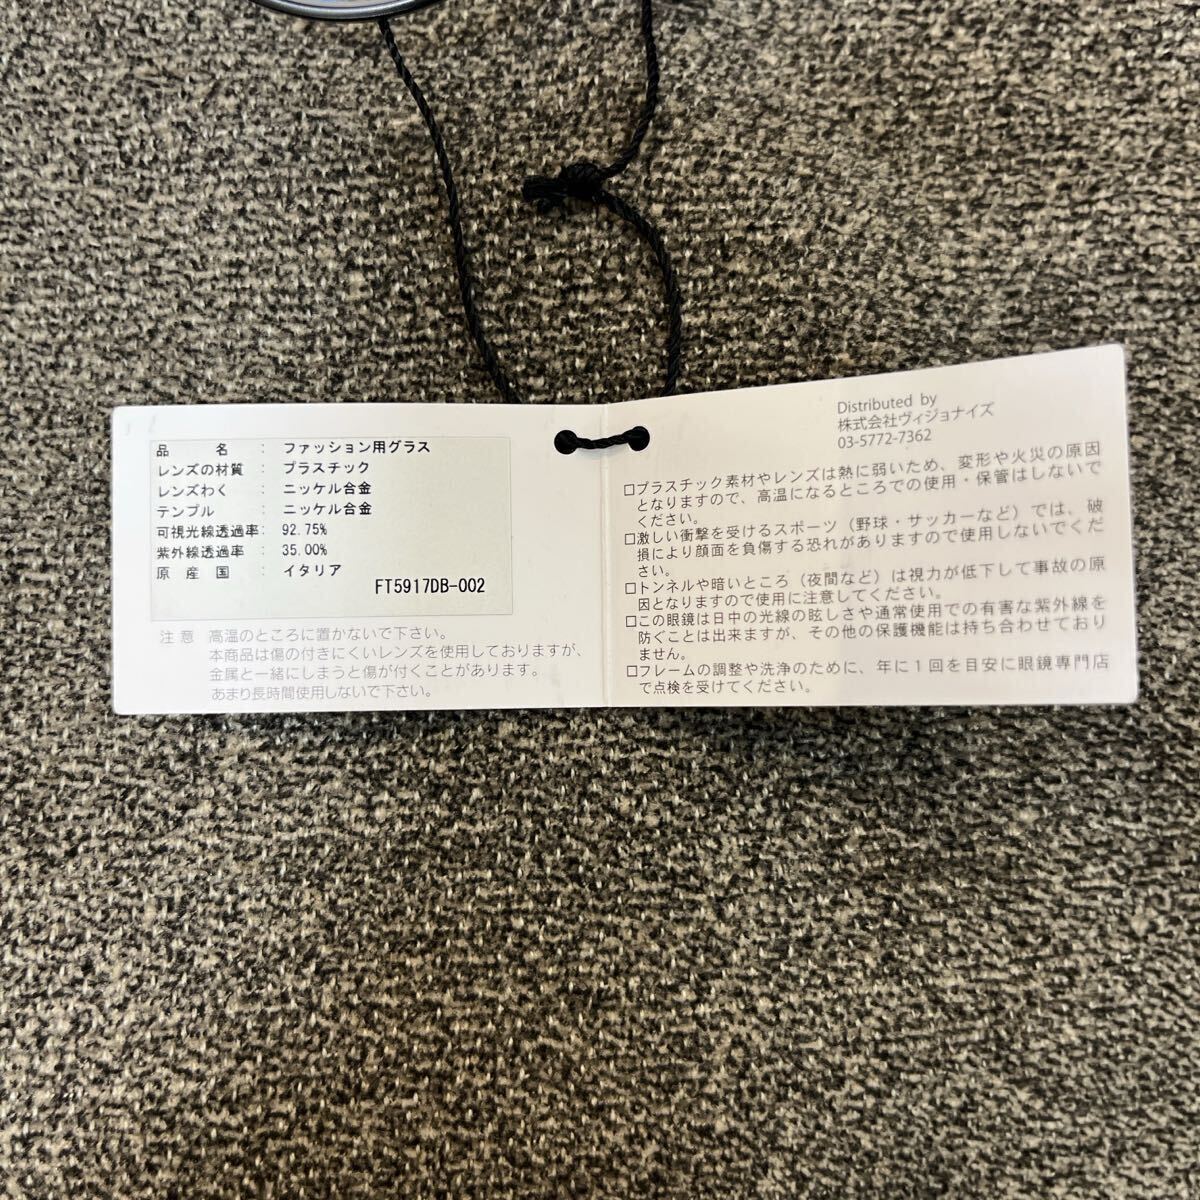 品　　　名　：　ファッション用グラス
レンズの材質　：　プラスチック
レンズわく　：　ニッケル合金
テンプル　：　ニッケル合金
可視光線透過率：　92.75%
紫外線透過率　：　35.00%
原　産　国　：　イタリア
FT5917DB-002
注 意　高温のところに置かないで下さい。
本商品は傷の付きにくいレンズを使用しておりますが、
金属と一緒にしまうと傷が付くことがあります。
あまり長時間使用しないで下さい。
Distributed by
株式会社ヴィジョナイズ
03-5772-7362
□プラスチック素材やレンズは熱に弱いため、変形や火災の原因
となりますので、高温になるところでの使用・保管はしないで
ください。
□激しい衝撃を受けるスポーツ（野球・サッカーなど）では、破
損により顔面を負傷する恐れがありますので使用しないでくだ
さい。
□トンネルや暗いところ（夜間など）は視力が低下して事故の原
因となりますので使用に注意してください。
□この眼鏡は日中の光線の眩しさや通常使用での有害な紫外線を
防ぐことは出来ますが、その他の保護機能は持ち合わせており
ません。
□フレームの調整や洗浄のために、年に１回を目安に眼鏡専門店
で点検を受けてください。